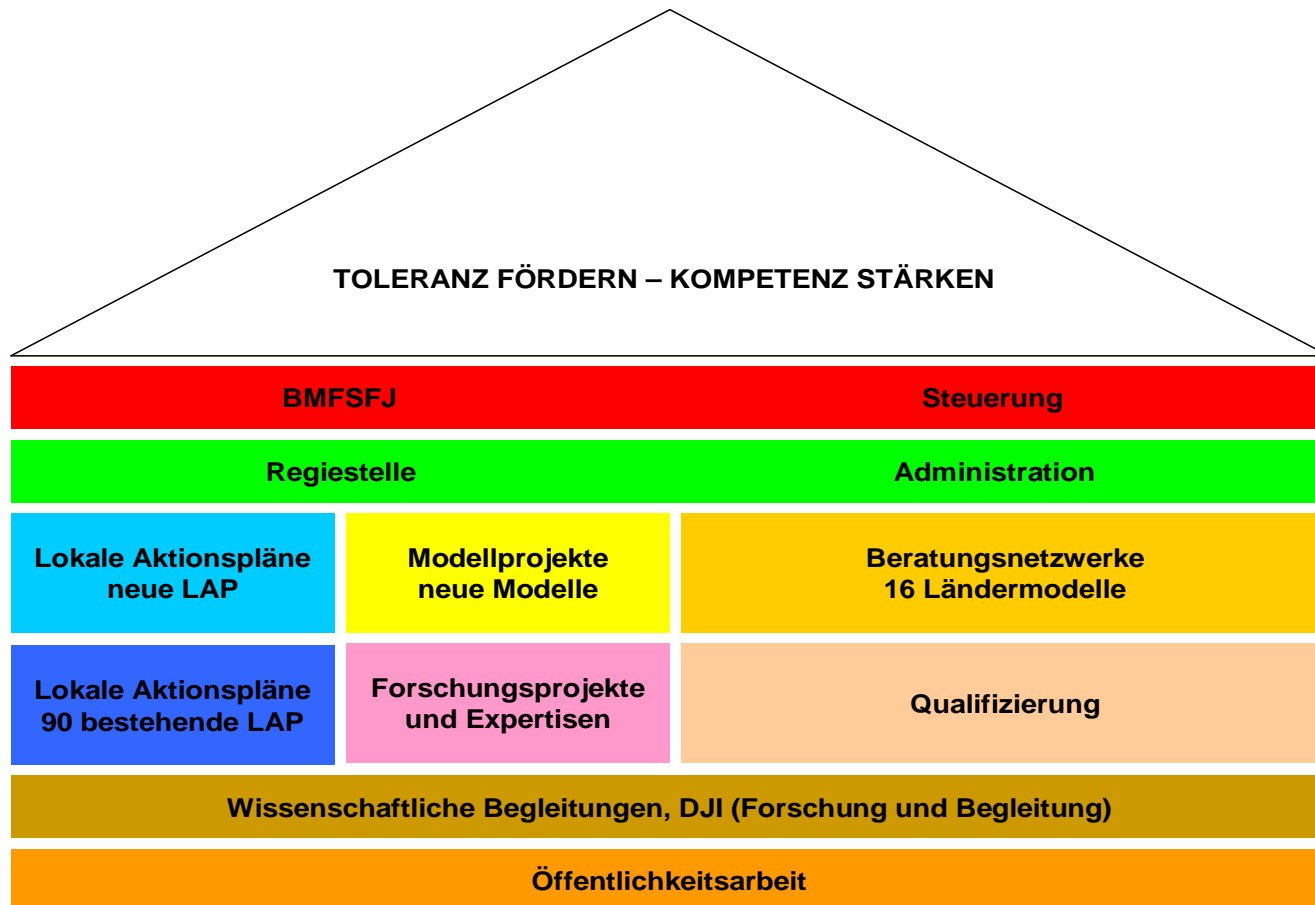 TOLERANZ FÖRDERN – KOMPETENZ STÄRKEN
BMFSFJ
Steuerung
Regiestelle
Administration
Lokale Aktionspläne
neue LAP
Modellprojekte
neue Modelle
Beratungsnetzwerke
16 Ländermodelle
Lokale Aktionspläne
90 bestehende LAP
Forschungsprojekte
und Expertisen
Qualifizierung
Wissenschaftliche Begleitungen, DJI (Forschung und Begleitung)
Öffentlichkeitsarbeit